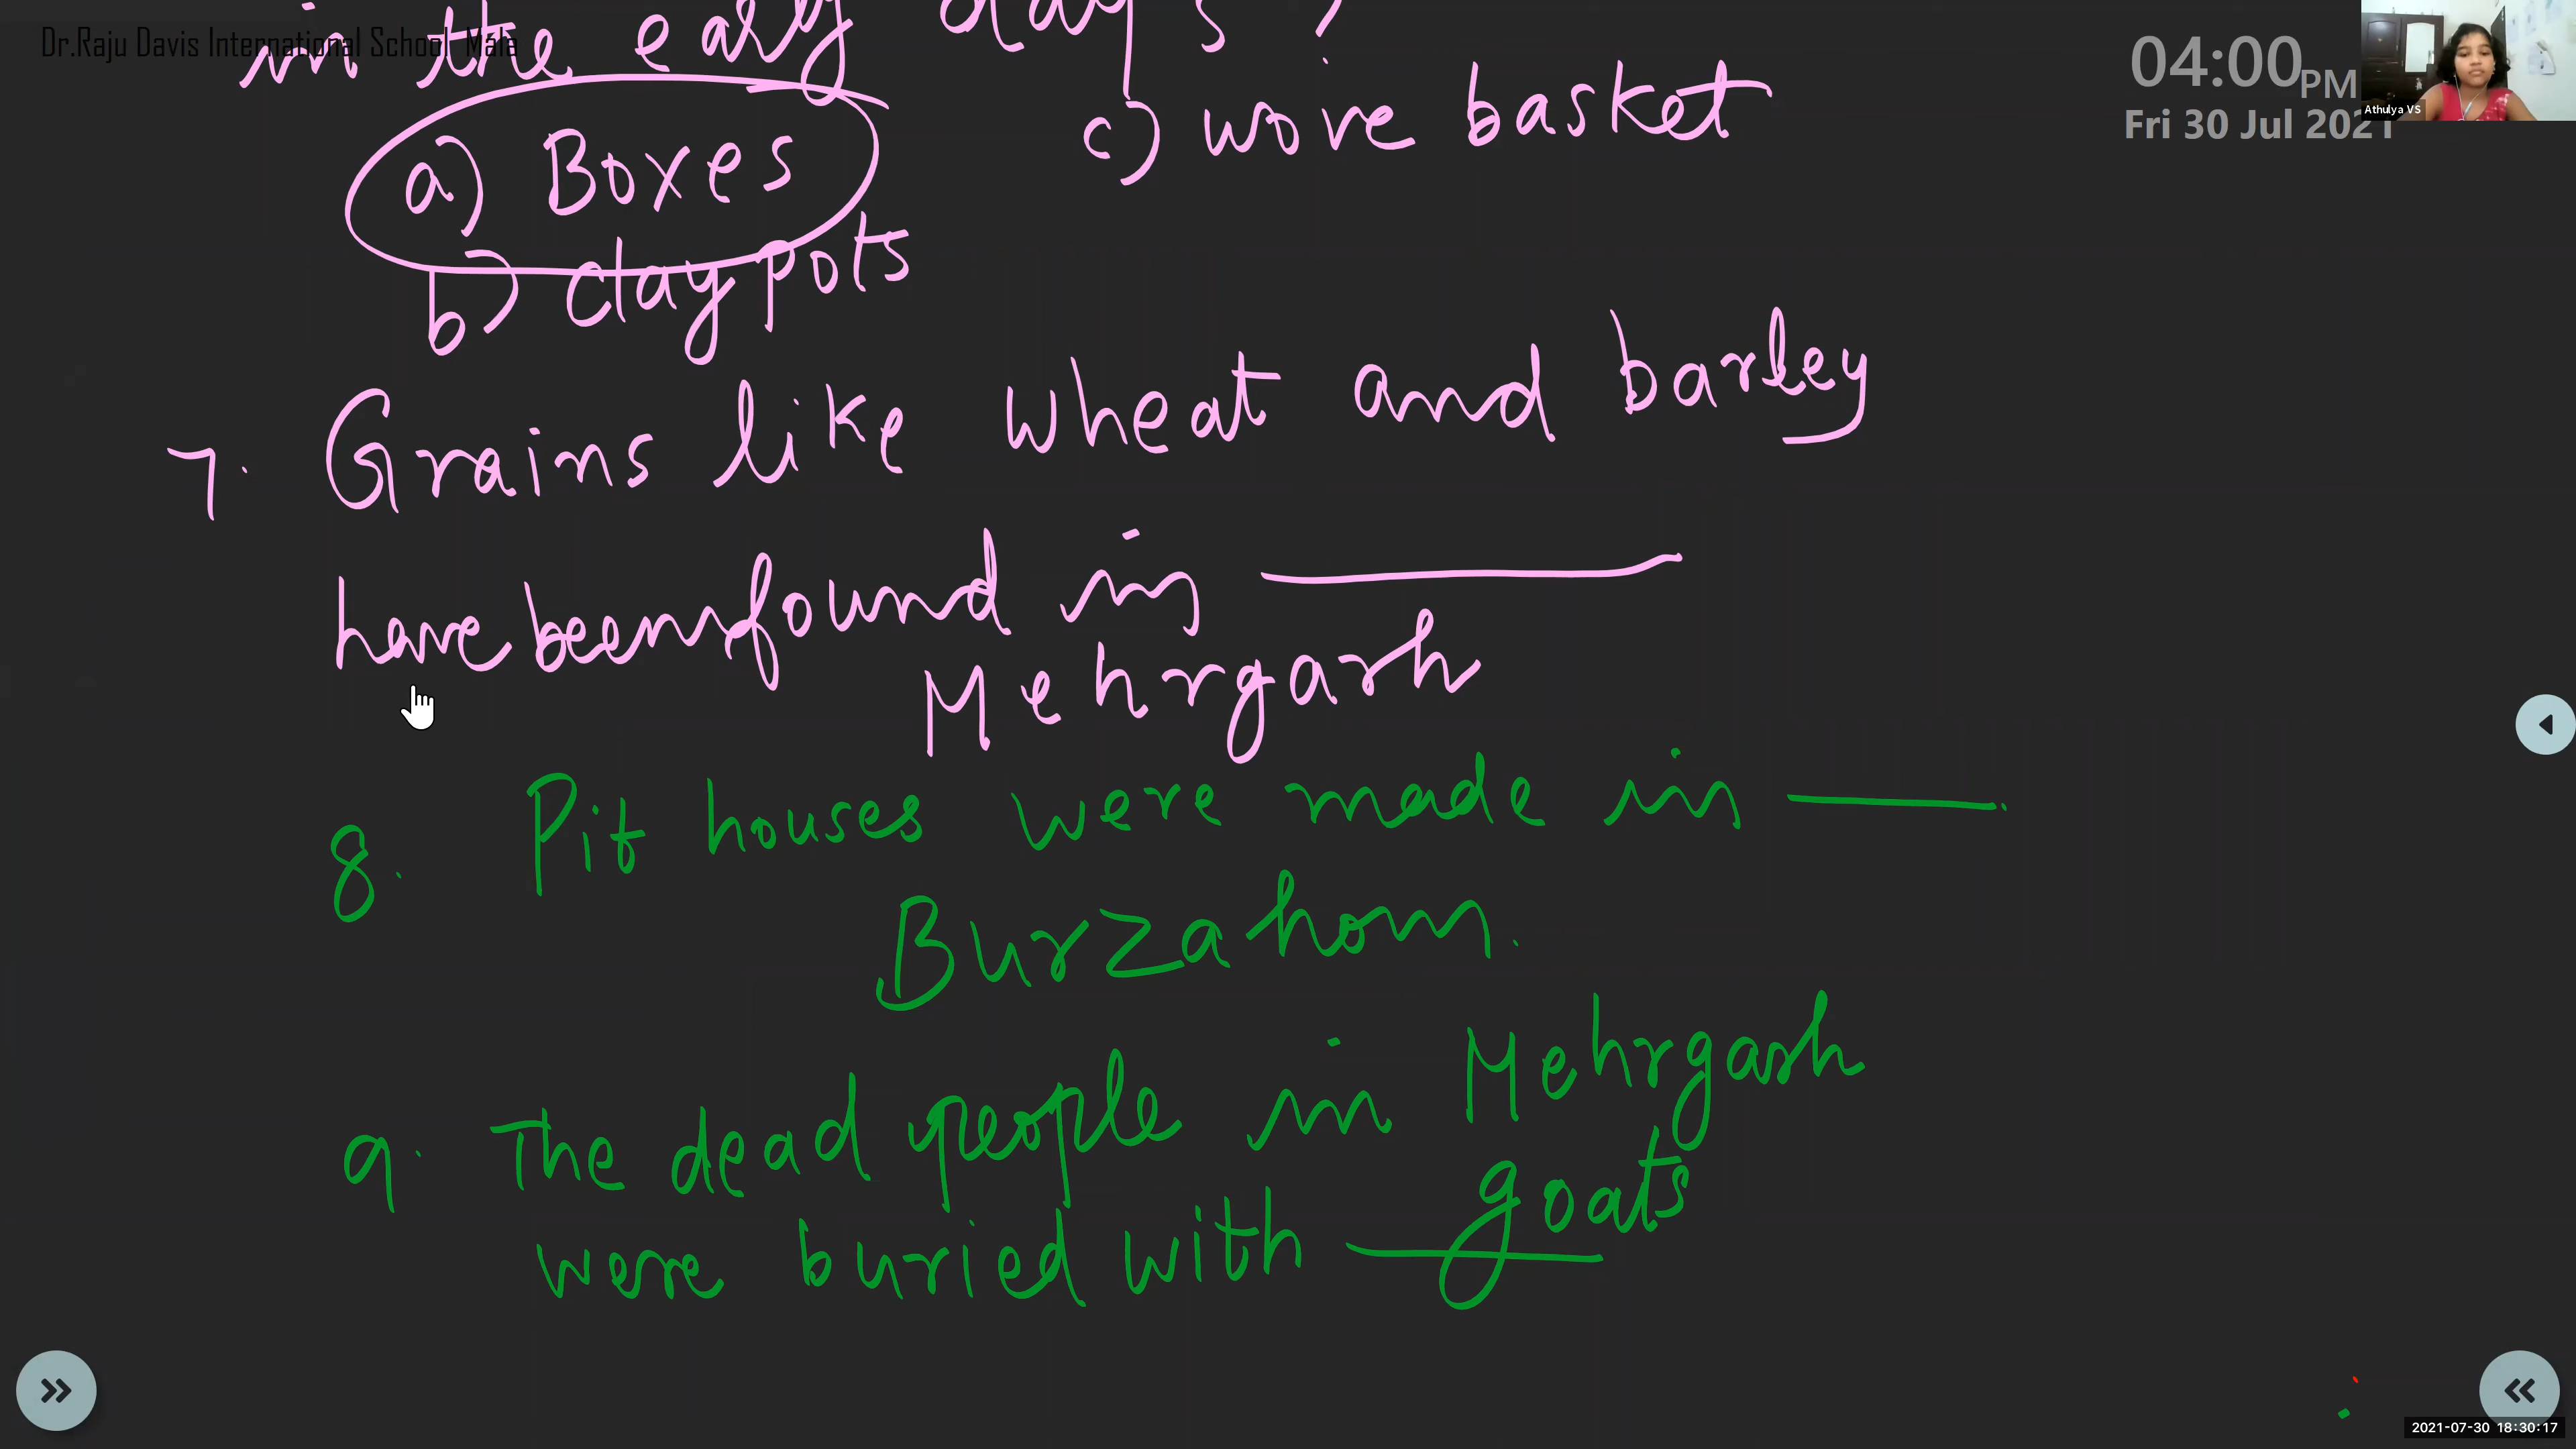 Dr.Raju Davis International School Mala
04:00 PM
Fri 30 Jul 2021
Athulya VS
in the early days?
a) Boxes
c) wove basket
b) clay pots
7. Grains like wheat and barley
have been found in
Mehrgarh
8. Pit houses were made in
Burzahom.
9. The dead people in Mehrgarh
were buried with goats
2021-07-30 18:30:17